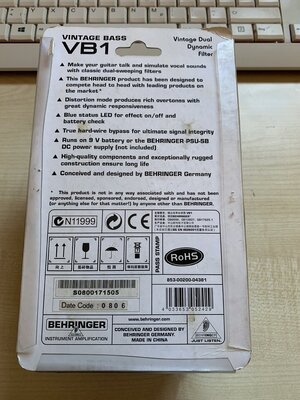 VINTAGE BASS
VB1
Vintage Dual
Dynamic
Filter
Make your guitar talk and simulate vocal sounds
with classic dual-sweeping filters
This BEHRINGER product has been designed to
compete head to head with leading products on
the market*
Distortion mode produces rich overtones with
great dynamic responsiveness
Blue status LED for effect on/off and
battery check
True hard-wire bypass for ultimate signal integrity
Runs on 9 V battery or the BEHRINGER PSU-SB
DC power supply (not included)
High-quality components and exceptionally rugged
construction ensure long life
Conceived and designed by BEHRINGER Germany
* This product is not in any way associated with and has not
been licensed, sponsored, endorsed, designed or manufactured
(or anything else for that matter) by anyone other than BEHRINGER.
N11999
CE
向上
PASS STAMP
RoHS
853-00200-04381
S0800171505
Date Code: 0806
BEHRINGER
INSTRUMENT AMPLIFICATION
www.behringer.com
CONCEIVED AND DESIGNED BY
BEHRINGER GERMANY.
MADE IN CHINA
JUST LISTEN.